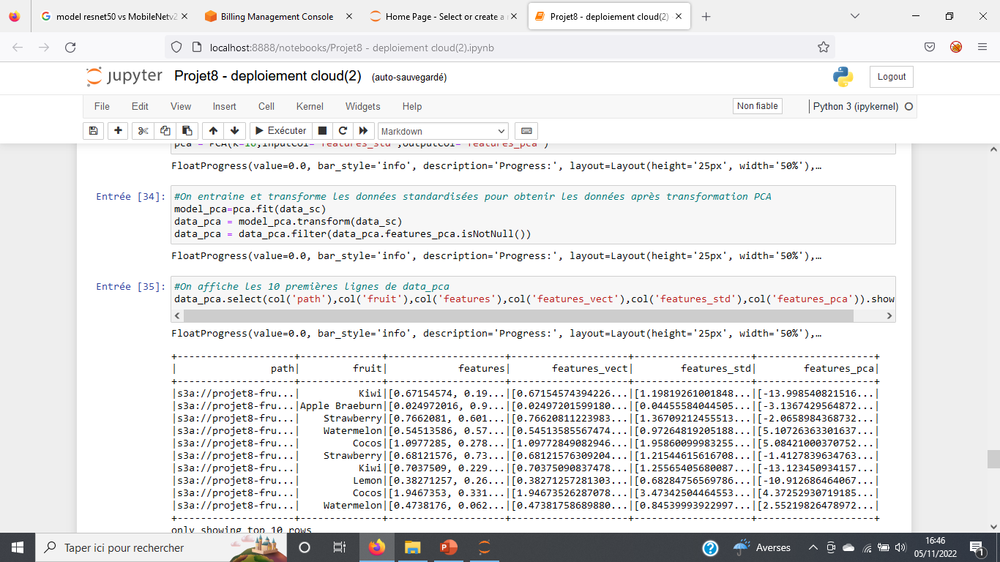 model resnet50 vs MobileNetv2
Billing Management Console
Home Page - Select or create a
Projet8 - deploiement cloud(2)
localhost:8888/notebooks/Projet8 - deploiement cloud(2).ipynb
jupyter Projet8 - deploiement cloud(2) (auto-sauvegardé)
Logout
File Edit View Insert Cell Kernel Widgets Help
Non fiable
Python 3 (ipykernel)
Exécuter
Markdown
pca = PCA(k=10,inputCol='features_std',outputCol='features_pca')
FloatProgress(value=0.0, bar_style='info', description='Progress:', layout=Layout(height='25px', width='50%'),…
Entrée [34]: #On entraine et transforme les données standardisées pour obtenir les données après transformation PCA
model_pca=pca.fit(data_sc)
data_pca = model_pca.transform(data_sc)
data_pca = data_pca.filter(data_pca.features_pca.isNotNull())
FloatProgress(value=0.0, bar_style='info', description='Progress:', layout=Layout(height='25px', width='50%'),…
Entrée [35]: #On affiche les 10 premières lignes de data_pca
data_pca.select(col('path'),col('fruit'),col('features'),col('features_vect'),col('features_std'),col('features_pca')).show
FloatProgress(value=0.0, bar_style='info', description='Progress:', layout=Layout(height='25px', width='50%'),…
+--------------------+--------------+--------------------+--------------------+--------------------+--------------------+
| path| fruit| features| features_vect| features_std| features_pca|
+--------------------+--------------+--------------------+--------------------+--------------------+--------------------+
|s3a://projet8-fru...| Kiwi|[0.67154574, 0.19...|[0.67154574394226...|[1.19819261001848...|[-13.998540821516...|
|s3a://projet8-fru...|Apple Braeburn|[0.024972016, 0.9...|[0.02497201599180...|[0.04455584044505...|[-3.1367429564872...|
|s3a://projet8-fru...| Strawberry|[0.7662081, 0.601...|[0.76620811223983...|[1.36709212455513...|[-2.0658984368732...|
|s3a://projet8-fru...| Watermelon|[0.54513586, 0.57...|[0.54513585567474...|[0.97264819205188...|[5.10726363301637...|
|s3a://projet8-fru...| Cocos|[1.0977285, 0.278...|[1.09772849082946...|[1.95860099983255...|[5.08421000370752...|
|s3a://projet8-fru...| Strawberry|[0.68121576, 0.73...|[0.68121576309204...|[1.21544615616708...|[-1.4127839634763...|
|s3a://projet8-fru...| Kiwi|[0.7037509, 0.229...|[0.70375090837478...|[1.25565405680087...|[-13.123450934157...|
|s3a://projet8-fru...| Lemon|[0.38271257, 0.26...|[0.38271257281303...|[0.68284756569786...|[-10.912686464067...|
|s3a://projet8-fru...| Cocos|[1.9467353, 0.331...|[1.94673526287078...|[3.47342504464553...|[4.37252930719185...|
|s3a://projet8-fru...| Watermelon|[0.4738176, 0.062...|[0.47381758689880...|[0.84539993922997...|[2.55219826478972...|
+--------------------+--------------+--------------------+--------------------+--------------------+--------------------+
only showing top 10 rows
Taper ici pour rechercher
Averses
16:46
05/11/2022
1